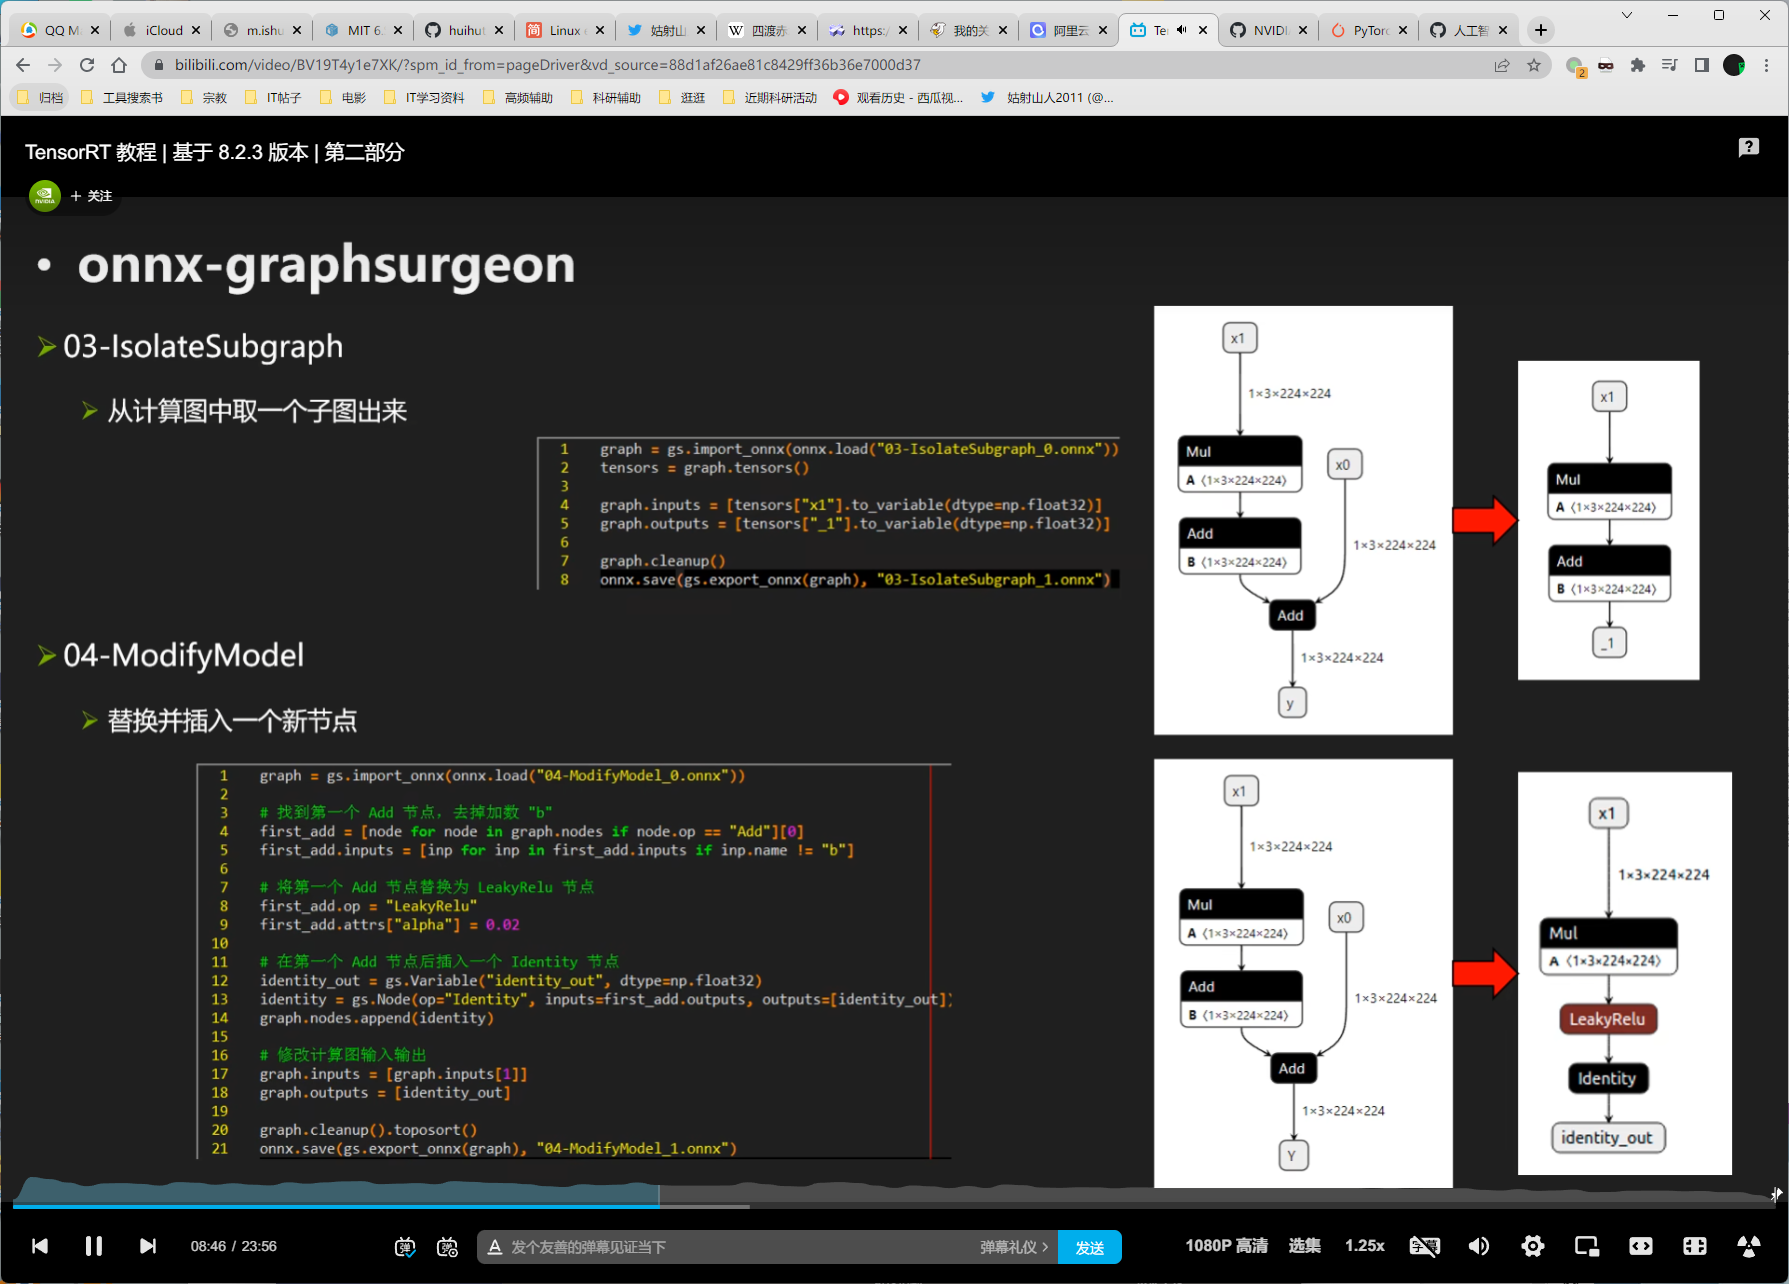 QQ M
iCloud
m.ishu
MIT 6.
huihut
Linux
姑射山
四渡赤
https:/
我的关
阿里云
Te
NVIDI
PyTorc
人工智
bilibili.com/video/BV19T4y1e7XK/?spm_id_from=pageDriver&vd_source=88d1af26ae81c8429ff36b36e7000d37
2
归档
工具搜索书
宗教
IT帖子
电影
IT学习资料
高频辅助
科研辅助
逛逛
近期科研活动
观看历史 - 西瓜视...
姑射山人2011 (@...
TensorRT 教程 | 基于 8.2.3 版本 | 第二部分
NVIDIA
+ 关注
• onnx-graphsurgeon
03-IsolateSubgraph
从计算图中取一个子图出来
1 graph = gs.import_onnx(onnx.load("03-IsolateSubgraph_0.onnx"))
2 tensors = graph.tensors()
3
4 graph.inputs = [tensors["x1"].to_variable(dtype=np.float32)]
5 graph.outputs = [tensors["_1"].to_variable(dtype=np.float32)]
6
7 graph.cleanup()
8 onnx.save(gs.export_onnx(graph), "03-IsolateSubgraph_1.onnx")
x1
1×3×224×224
Mul
A ⟨1×3×224×224⟩
x0
Add
B ⟨1×3×224×224⟩
1×3×224×224
Add
1×3×224×224
y
x1
Mul
A ⟨1×3×224×224⟩
Add
B ⟨1×3×224×224⟩
_1
04-ModifyModel
替换并插入一个新节点
1 graph = gs.import_onnx(onnx.load("04-ModifyModel_0.onnx"))
2
3 # 找到第一个 Add 节点，去掉加数 "b"
4 first_add = [node for node in graph.nodes if node.op == "Add"][0]
5 first_add.inputs = [inp for inp in first_add.inputs if inp.name != "b"]
6
7 # 将第一个 Add 节点替换为 LeakyRelu 节点
8 first_add.op = "LeakyRelu"
9 first_add.attrs["alpha"] = 0.02
10
11 # 在第一个 Add 节点后插入一个 Identity 节点
12 identity_out = gs.Variable("identity_out", dtype=np.float32)
13 identity = gs.Node(op="Identity", inputs=first_add.outputs, outputs=[identity_out])
14 graph.nodes.append(identity)
15
16 # 修改计算图输入输出
17 graph.inputs = [graph.inputs[1]]
18 graph.outputs = [identity_out]
19
20 graph.cleanup().toposort()
21 onnx.save(gs.export_onnx(graph), "04-ModifyModel_1.onnx")
x1
1×3×224×224
Mul
A ⟨1×3×224×224⟩
x0
Add
B ⟨1×3×224×224⟩
1×3×224×224
Add
1×3×224×224
Y
x1
1×3×224×224
Mul
A ⟨1×3×224×224⟩
LeakyRelu
Identity
identity_out
08:46 / 23:56
弹
弹
A 发个友善的弹幕见证当下
弹幕礼仪 >
发送
1080P 高清
选集
1.25x
字幕